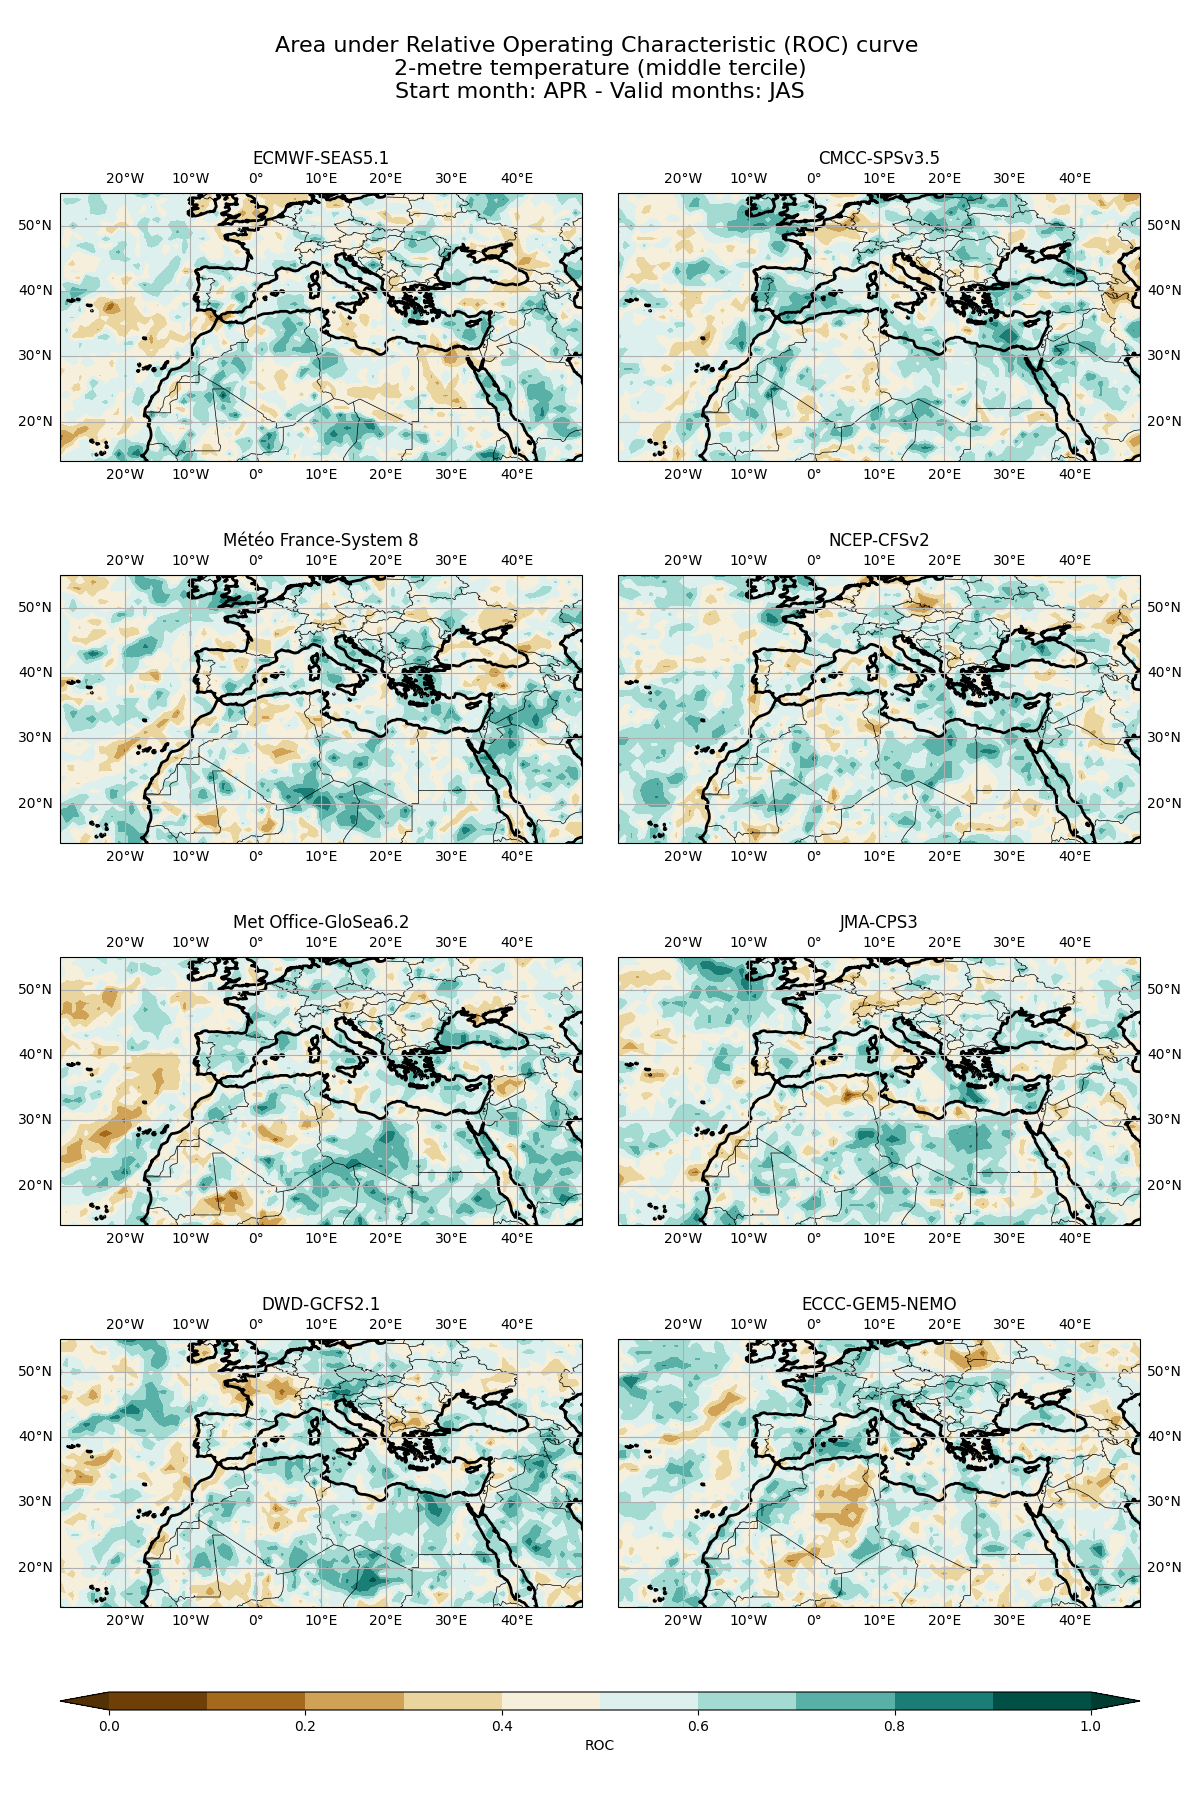 Area under Relative Operating Characteristic (ROC) curve
2-metre temperature (middle tercile)
Start month: APR - Valid months: JAS
ECMWF-SEAS5.1
20°W 10°W 0° 10°E 20°E 30°E 40°E
50°N
40°N
30°N
20°N
20°W 10°W 0° 10°E 20°E 30°E 40°E
CMCC-SPSv3.5
20°W 10°W 0° 10°E 20°E 30°E 40°E
50°N
40°N
30°N
20°N
20°W 10°W 0° 10°E 20°E 30°E 40°E
Météo France-System 8
20°W 10°W 0° 10°E 20°E 30°E 40°E
50°N
40°N
30°N
20°N
20°W 10°W 0° 10°E 20°E 30°E 40°E
NCEP-CFSv2
20°W 10°W 0° 10°E 20°E 30°E 40°E
50°N
40°N
30°N
20°N
20°W 10°W 0° 10°E 20°E 30°E 40°E
Met Office-GloSea6.2
20°W 10°W 0° 10°E 20°E 30°E 40°E
50°N
40°N
30°N
20°N
20°W 10°W 0° 10°E 20°E 30°E 40°E
JMA-CPS3
20°W 10°W 0° 10°E 20°E 30°E 40°E
50°N
40°N
30°N
20°N
20°W 10°W 0° 10°E 20°E 30°E 40°E
DWD-GCFS2.1
20°W 10°W 0° 10°E 20°E 30°E 40°E
50°N
40°N
30°N
20°N
20°W 10°W 0° 10°E 20°E 30°E 40°E
ECCC-GEM5-NEMO
20°W 10°W 0° 10°E 20°E 30°E 40°E
50°N
40°N
30°N
20°N
20°W 10°W 0° 10°E 20°E 30°E 40°E
0.0 0.2 0.4 0.6 0.8 1.0
ROC